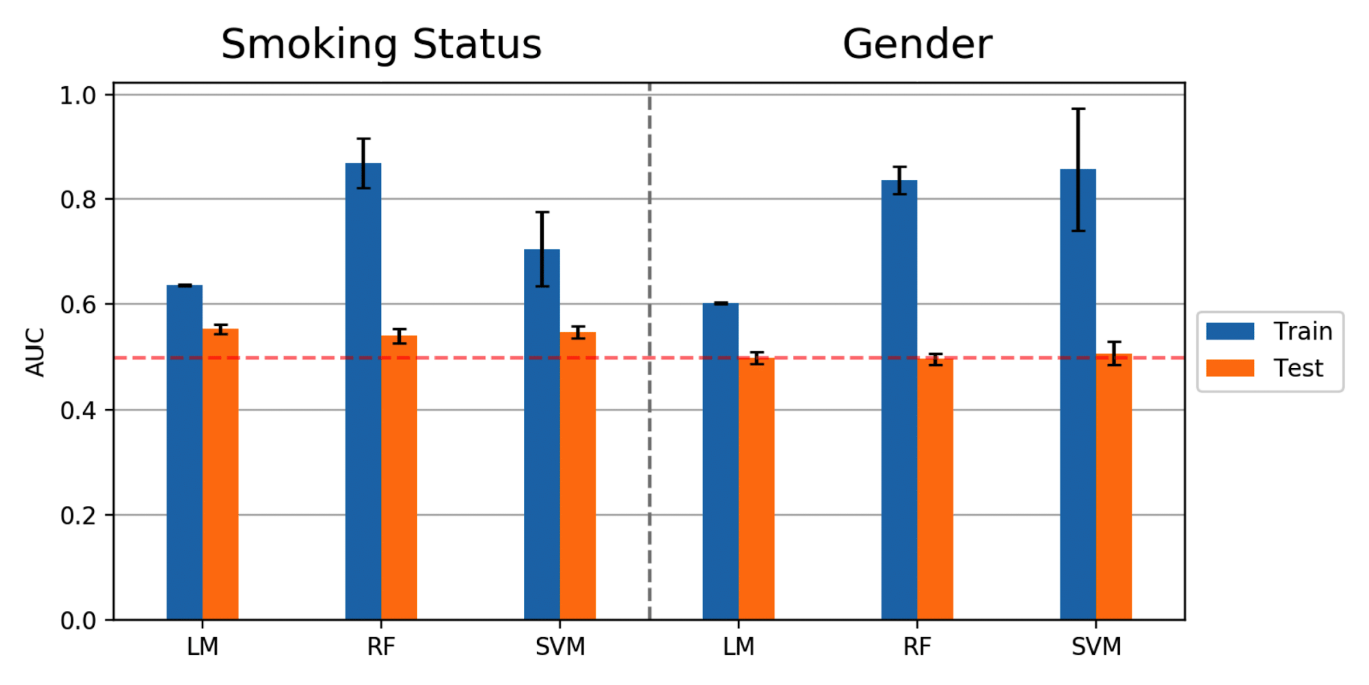 Smoking Status
Gender
1.0
0.8
0.6
0.4
0.2
0.0
AUC
LM
RF
SVM
LM
RF
SVM
Train
Test